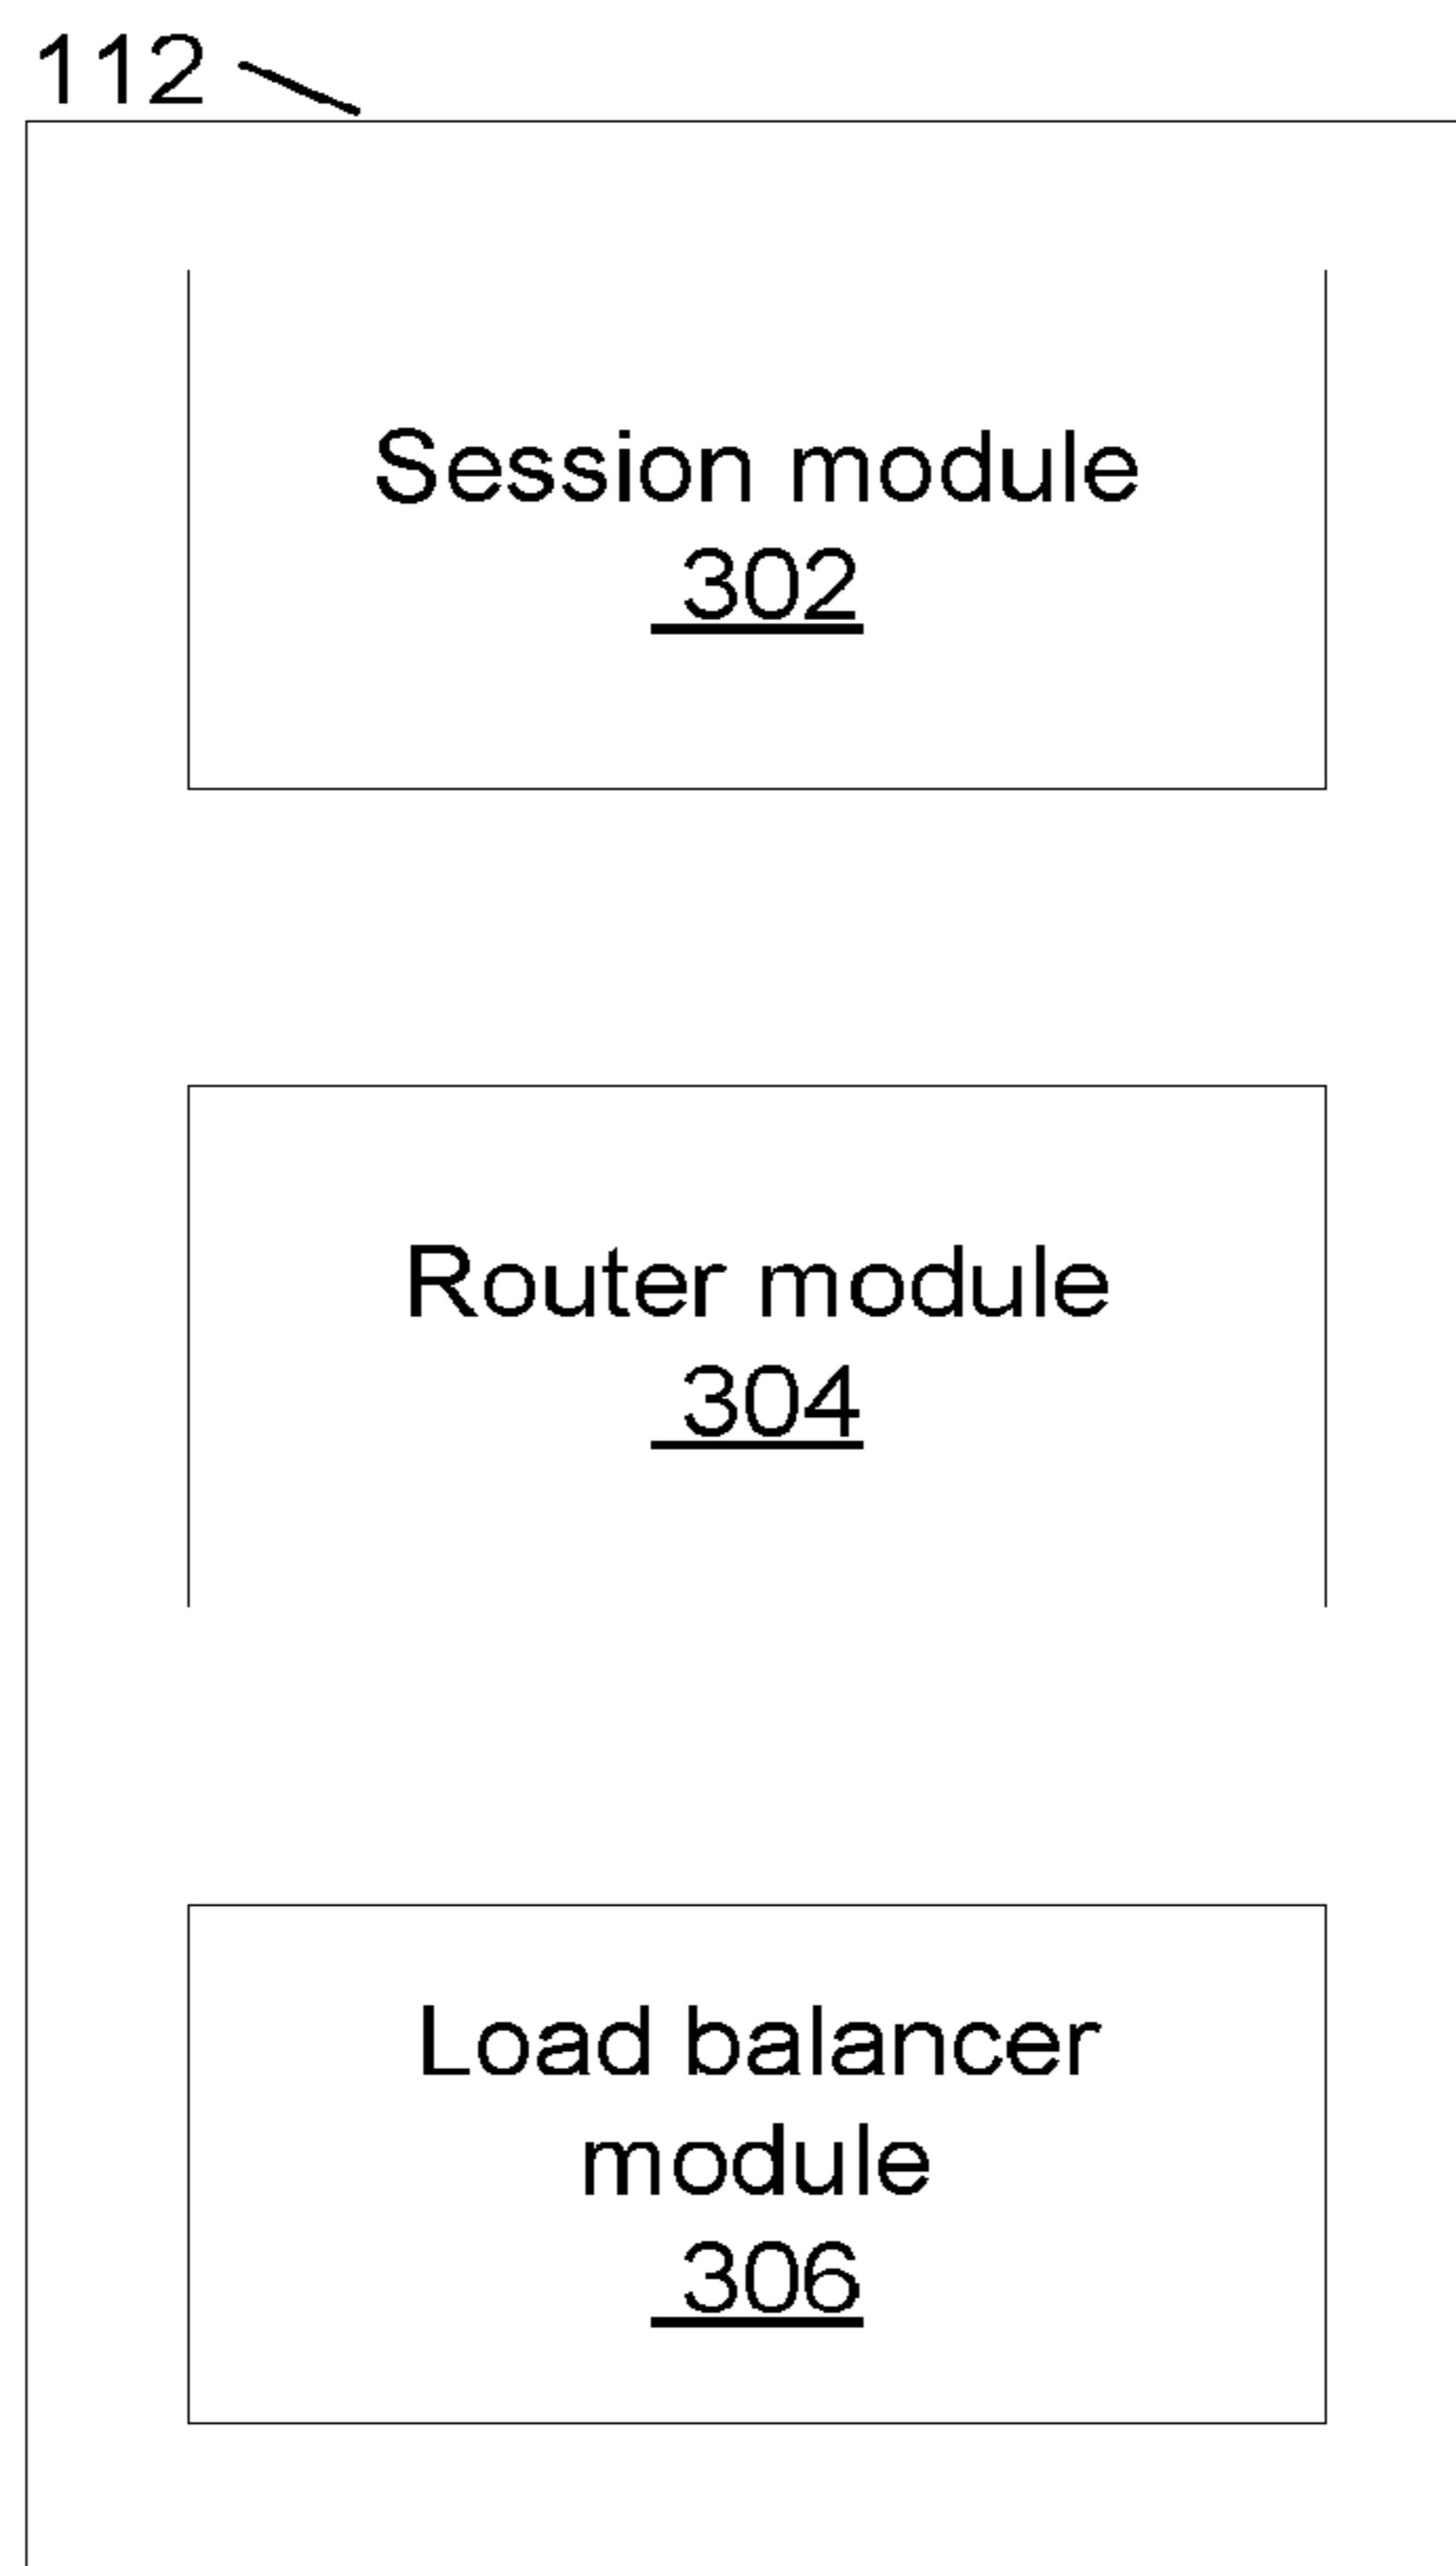 112
Session module
302
Router module
304
Load balancer
module
306